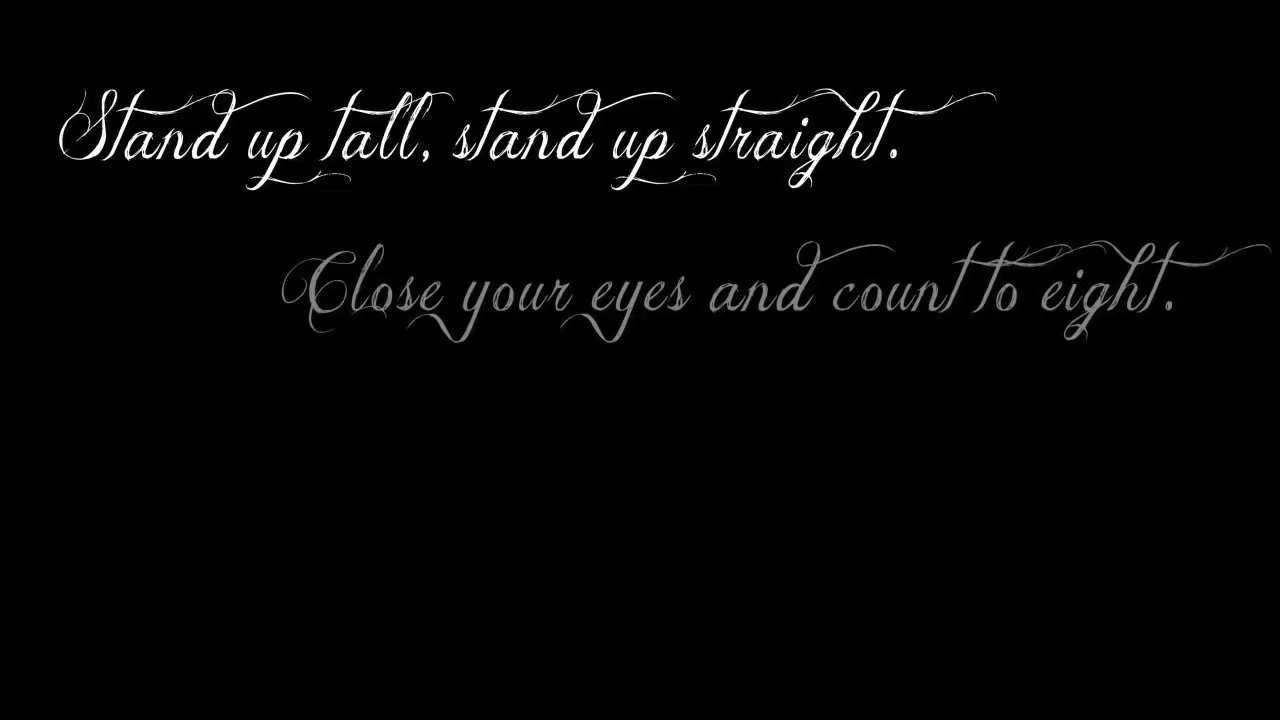 Stand up tall, stand up straight.
Close your eyes and count to eight.